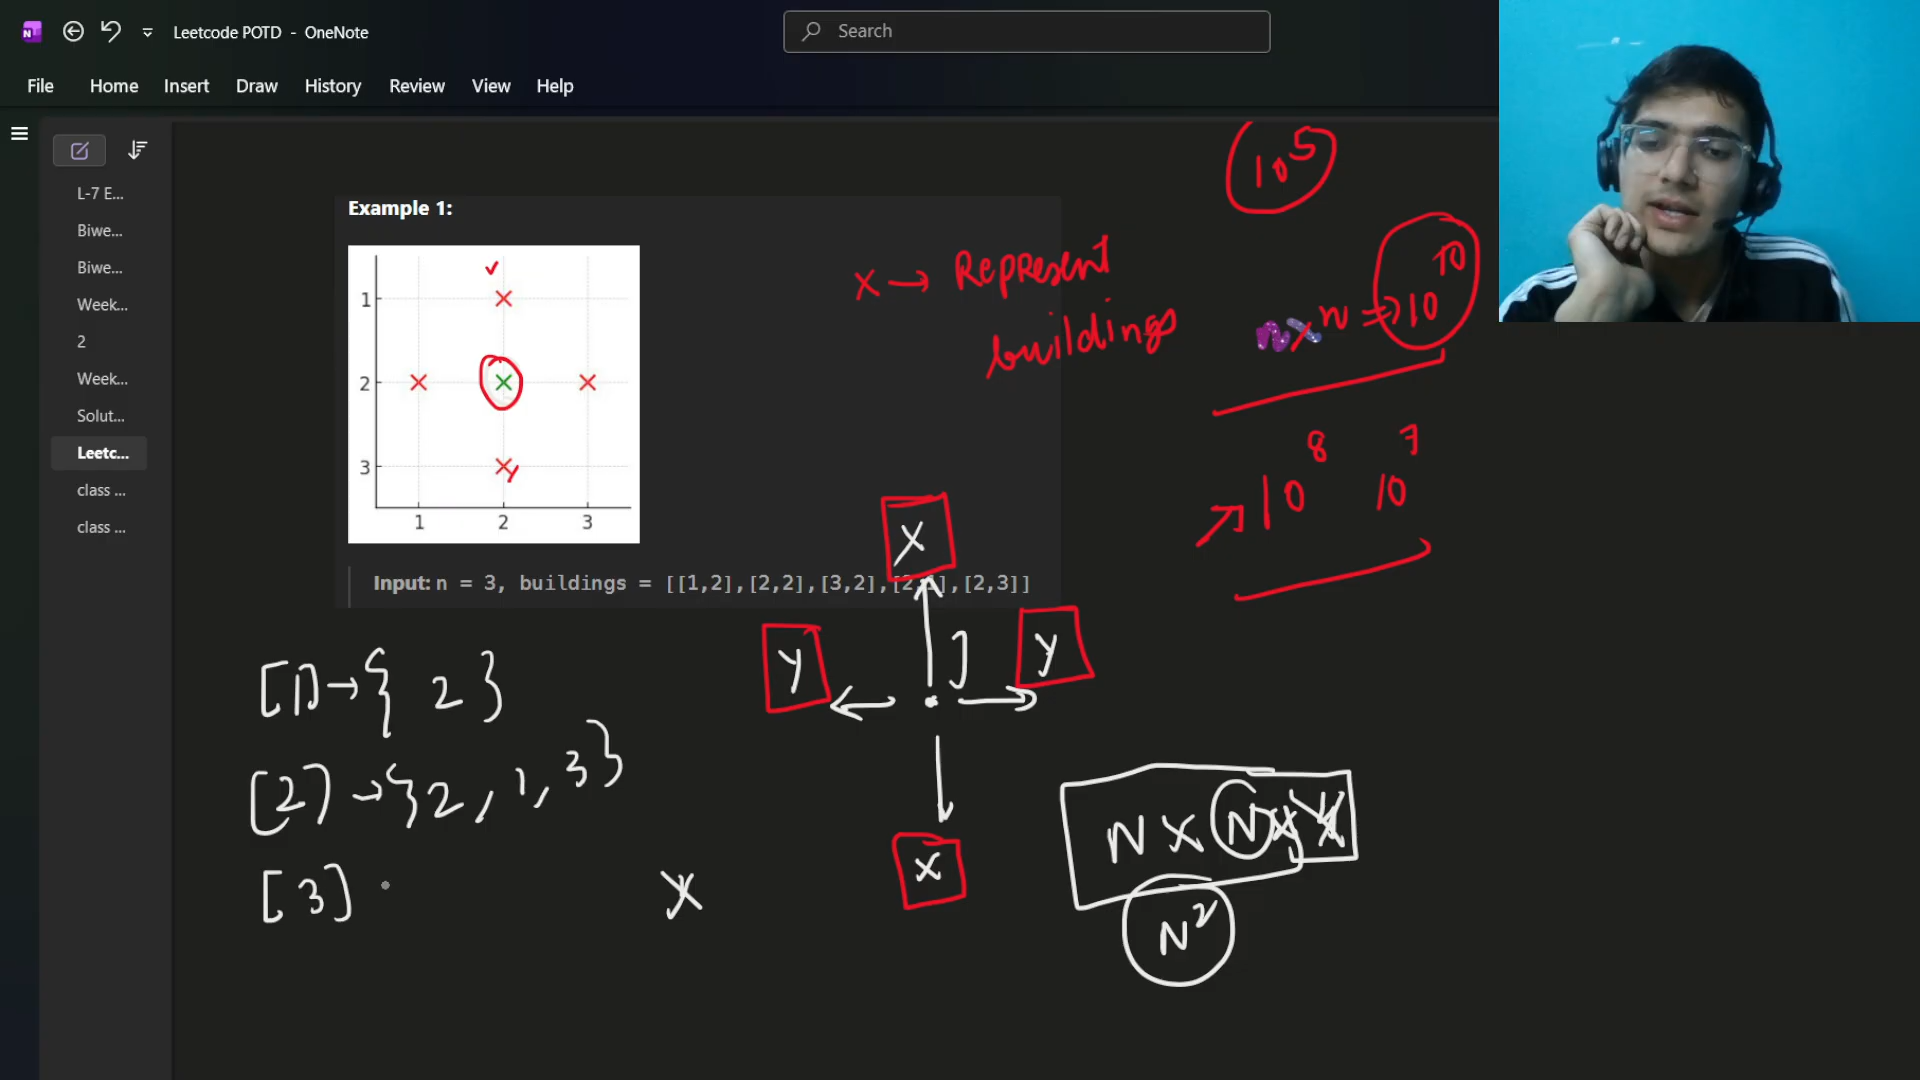 Leetcode POTD - OneNote
Search
File Home Insert Draw History Review View Help
L-7 E...
Biwe...
Biwe...
Week...
2
Week...
Solut...
Leetc...
class ...
class ...
Example 1:
1
2
3
1 2 3
Input: n = 3, buildings = [[1,2],[2,2],[3,2],[2,1],[2,3]]
x → Represent
buildings
10^5
n x n => 10^10
10^8 10^7
X
y
y
x
[1] → { 2 }
[2] → { 2, 1, 3 }
[3]
X
N X N X
N^2